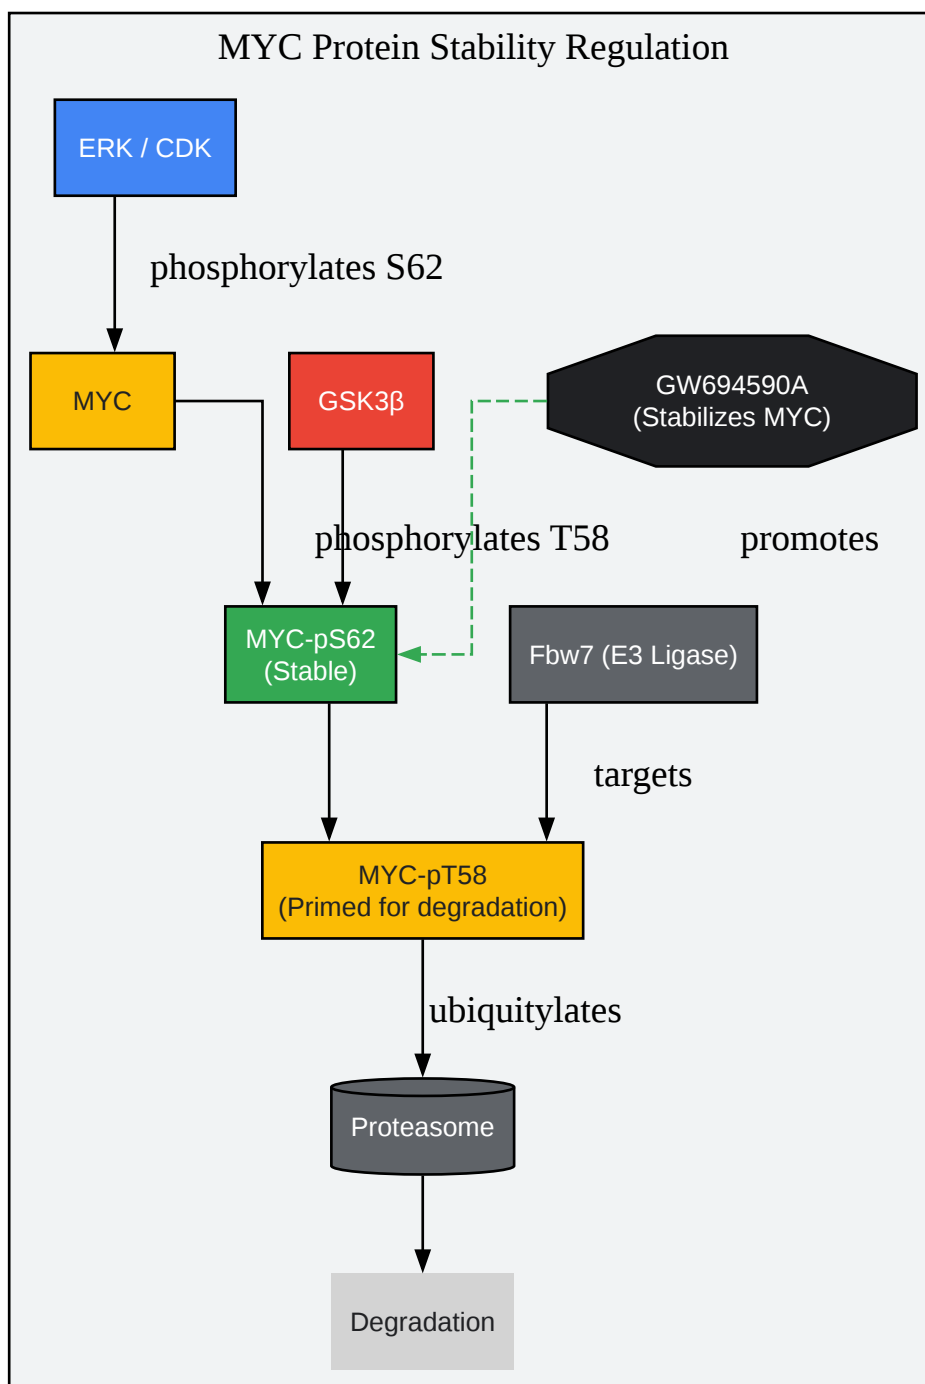 MYC Protein Stability Regulation
ERK / CDK
phosphorylates S62
MYC
GSK3β
GW694590A
(Stabilizes MYC)
phosphorylates T58
promotes
MYC-pS62
(Stable)
Fbw7 (E3 Ligase)
targets
MYC-pT58
(Primed for degradation)
ubiquitylates
Proteasome
Degradation